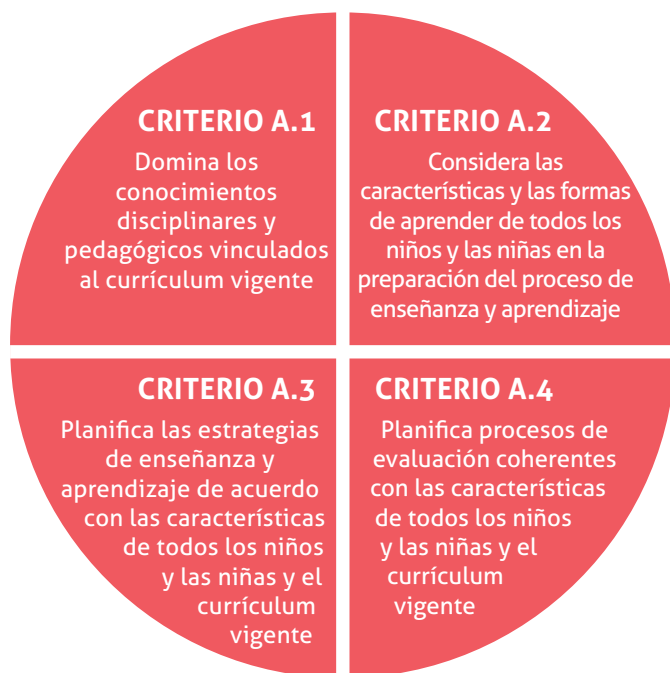 CRITERIO A.1
Domina los
conocimientos
disciplinares y
pedagógicos vinculados
al currículum vigente
CRITERIO A.2
Considera las
características y las formas
de aprender de todos los
niños y las niñas en la
preparación del proceso de
enseñanza y aprendizaje
CRITERIO A.3
Planifica las estrategias
de enseñanza y
aprendizaje de acuerdo
con las características
de todos los niños
y las niñas y el
currículum
vigente
CRITERIO A.4
Planifica procesos de
evaluación coherentes
con las características
de todos los niños
y las niñas y el
currículum
vigente